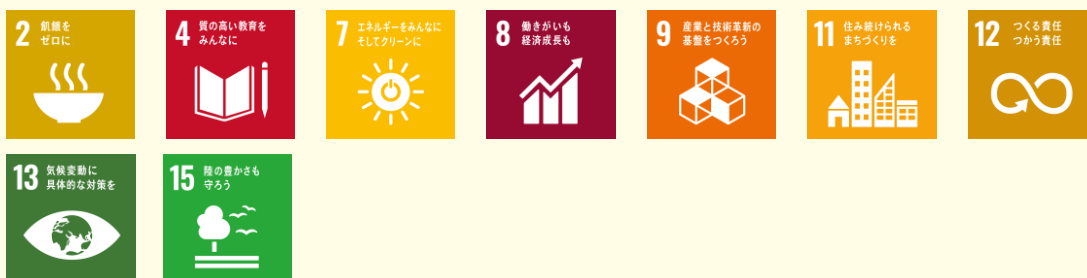 2 飢餓を
ゼロに
4 質の高い教育を
みんなに
7 エネルギーをみんなに
そしてクリーンに
8 働きがいも
経済成長も
9 産業と技術革新の
基盤をつくろう
11 住み続けられる
まちづくりを
12 つくる責任
つかう責任
13 気候変動に
具体的な対策を
15 陸の豊かさも
守ろう